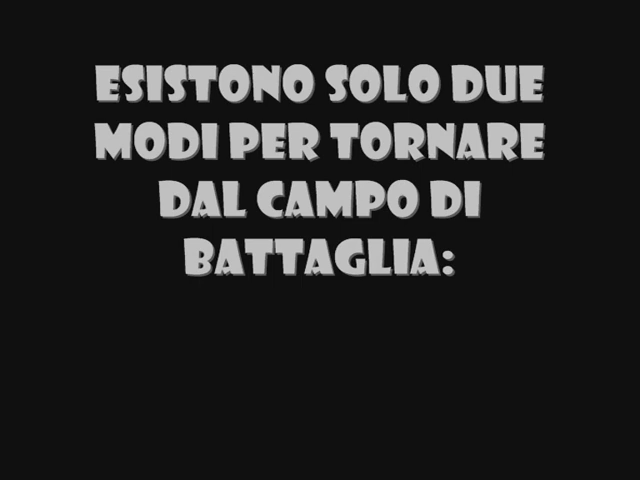 ESISTONO SOLO DUE
MODI PER TORNARE
DAL CAMPO DI
BATTAGLIA: